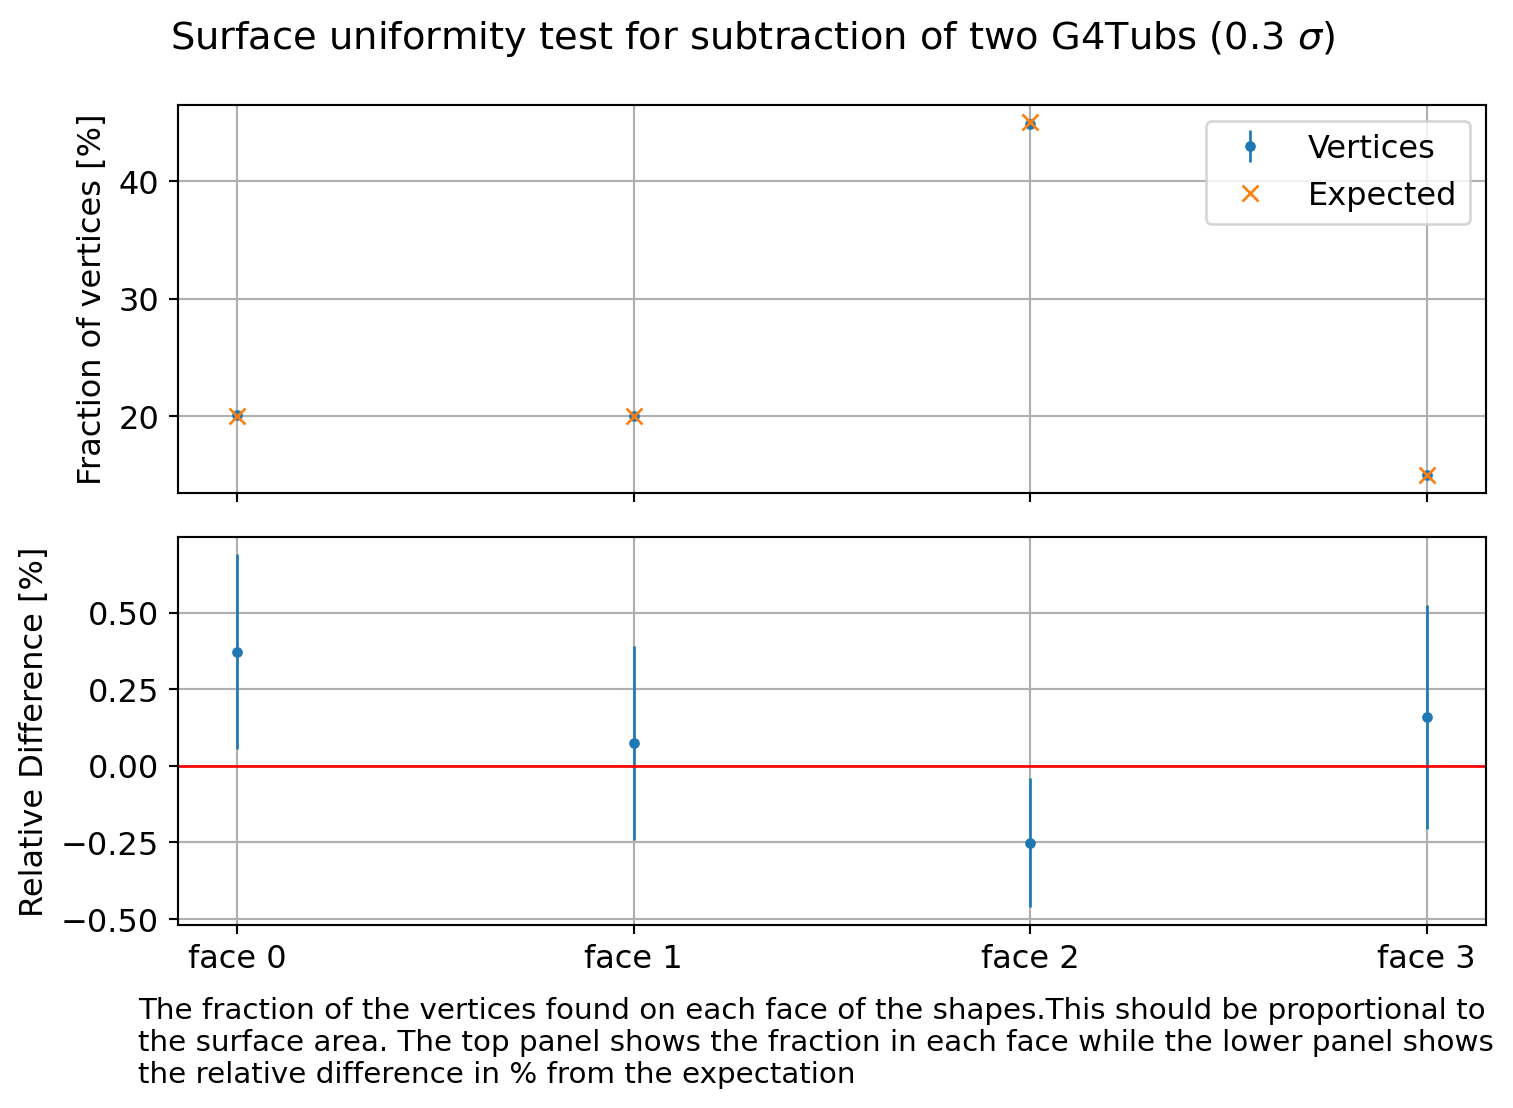 Surface uniformity test for subtraction of two G4Tubs (0.3 σ)
Fraction of vertices [%]
40
30
20
Vertices
Expected
Relative Difference [%]
0.50
0.25
0.00
−0.25
−0.50
face 0
face 1
face 2
face 3
The fraction of the vertices found on each face of the shapes.This should be proportional to
the surface area. The top panel shows the fraction in each face while the lower panel shows
the relative difference in % from the expectation